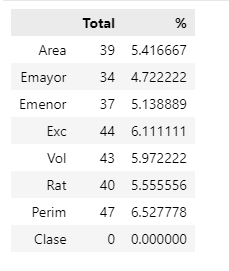 Total %
Area 39 5.416667
Emayor 34 4.722222
Emenor 37 5.138889
Exc 44 6.111111
Vol 43 5.972222
Rat 40 5.555556
Perim 47 6.527778
Clase 0 0.000000